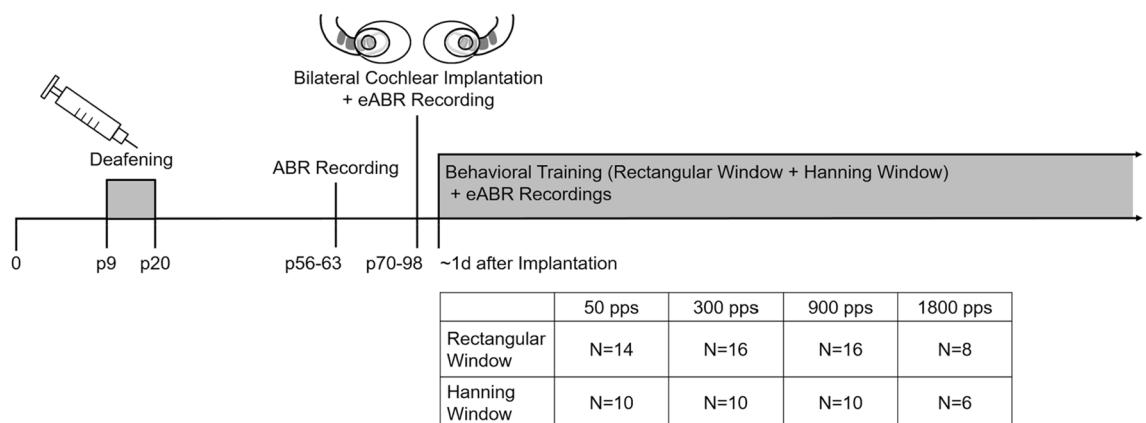 Bilateral Cochlear Implantation
+ eABR Recording
Deafening
ABR Recording
Behavioral Training (Rectangular Window + Hanning Window)
+ eABR Recordings
0
p9
p20
p56-63
p70-98
~1d after Implantation
50 pps
300 pps
900 pps
1800 pps
Rectangular
Window
N=14
N=16
N=16
N=8
Hanning
Window
N=10
N=10
N=10
N=6